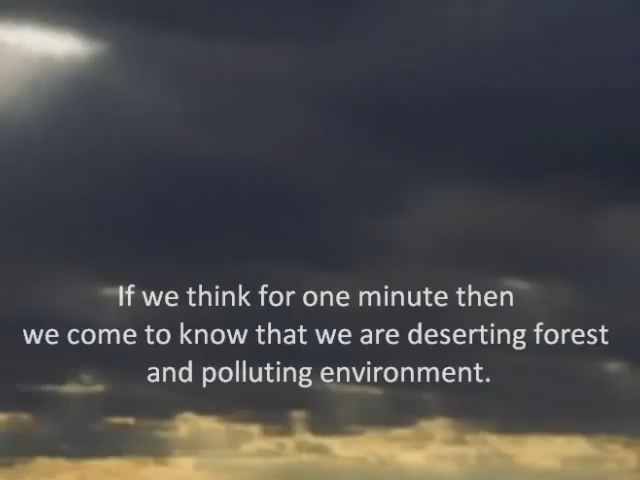 If we think for one minute then
we come to know that we are deserting forest
and polluting environment.